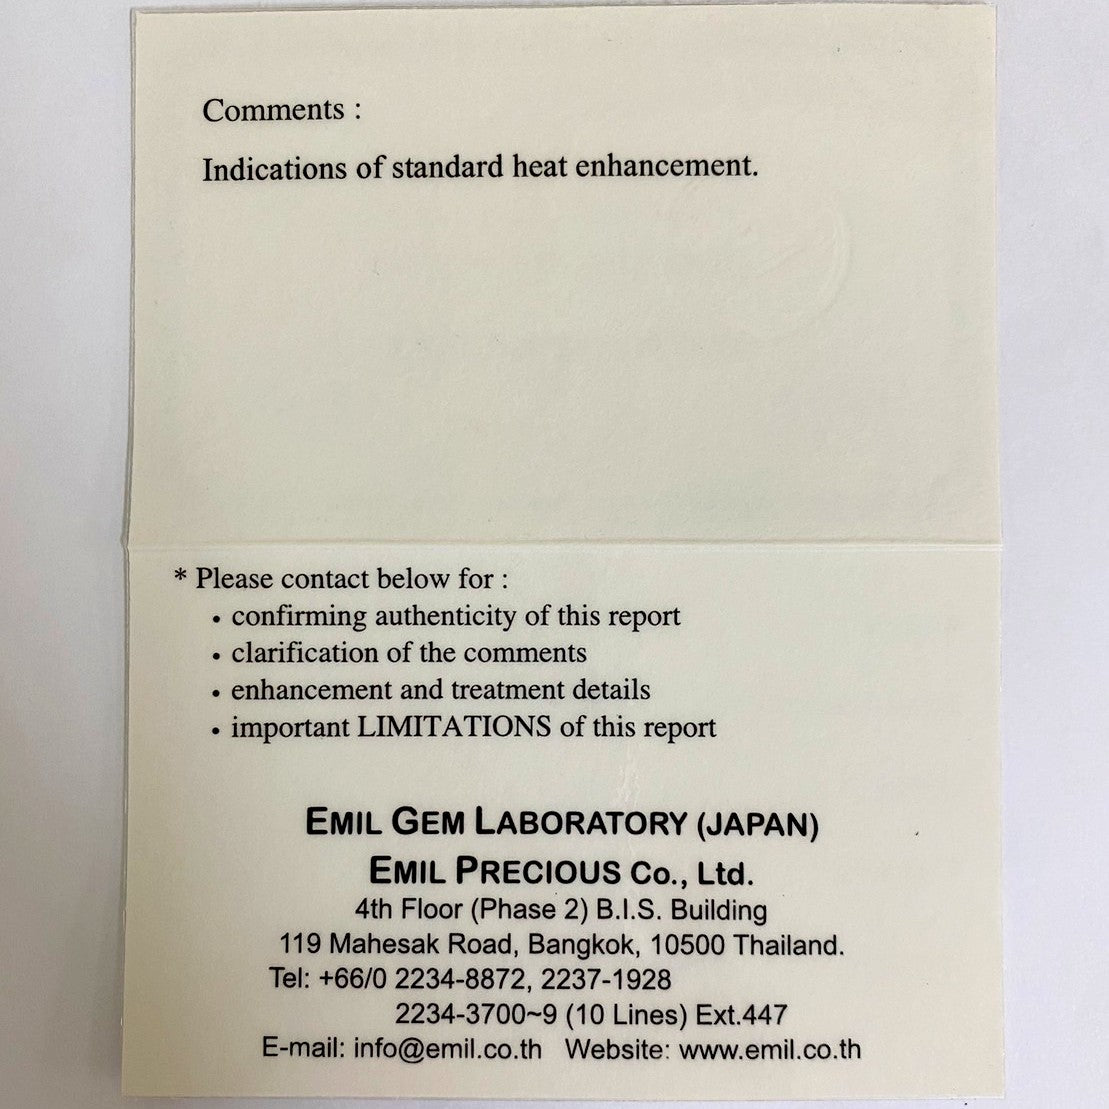 Comments :
Indications of standard heat enhancement.
* Please contact below for :
• confirming authenticity of this report
• clarification of the comments
• enhancement and treatment details
• important LIMITATIONS of this report
EMIL GEM LABORATORY (JAPAN)
EMIL PRECIOUS Co., Ltd.
4th Floor (Phase 2) B.I.S. Building
119 Mahesak Road, Bangkok, 10500 Thailand.
Tel: +66/0 2234-8872, 2237-1928
2234-3700~9 (10 Lines) Ext.447
E-mail: info@emil.co.th Website: www.emil.co.th